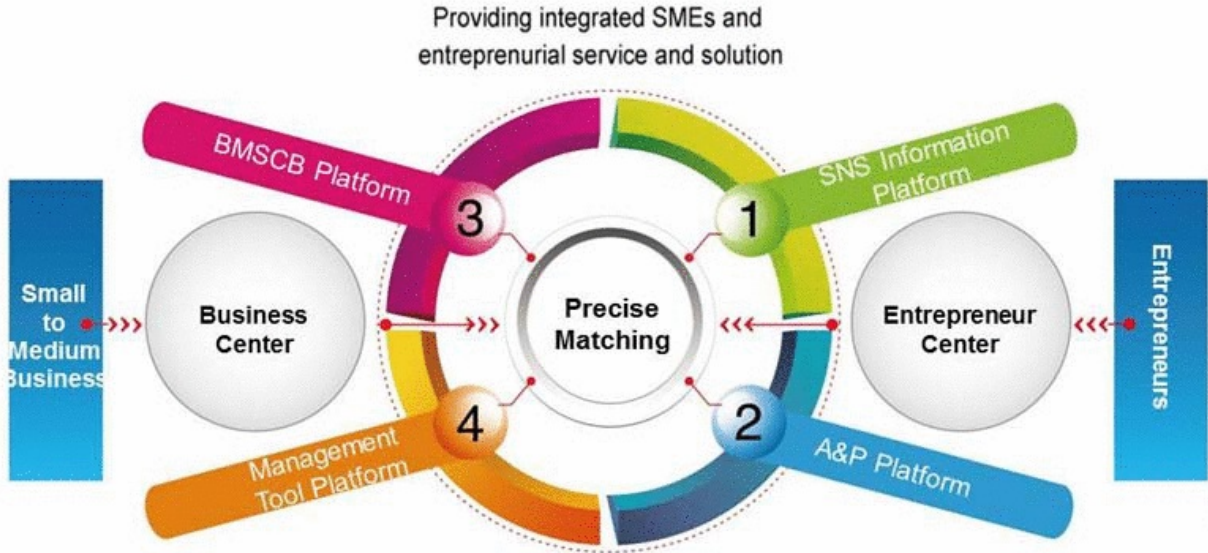 Providing integrated SMEs and
entreprenurial service and solution
BMSCB Platform
SNS Information
Platform
3
1
Small
to
Medium
Business
Business
Center
Precise
Matching
Entrepreneur
Center
Entrepreneurs
4
2
Management
Tool Platform
A&P Platform